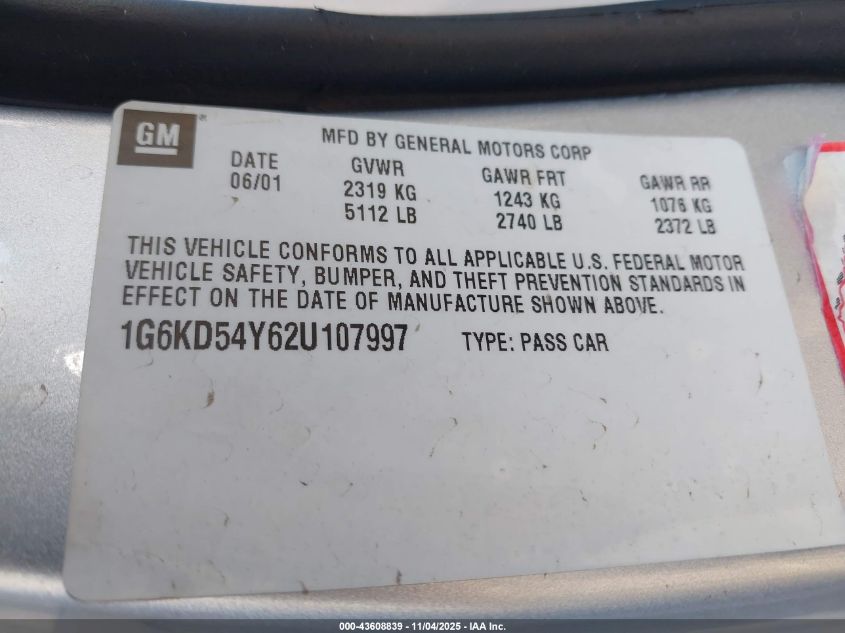 GM
MFD BY GENERAL MOTORS CORP
DATE GVWR GAWR FRT GAWR RR
06/01 2319 KG 1243 KG 1076 KG
5112 LB 2740 LB 2372 LB
THIS VEHICLE CONFORMS TO ALL APPLICABLE U.S. FEDERAL MOTOR
VEHICLE SAFETY, BUMPER, AND THEFT PREVENTION STANDARDS IN
EFFECT ON THE DATE OF MANUFACTURE SHOWN ABOVE.
1G6KD54Y62U107997 TYPE: PASS CAR
000-43608839 - 11/04/2025 - IAA Inc.